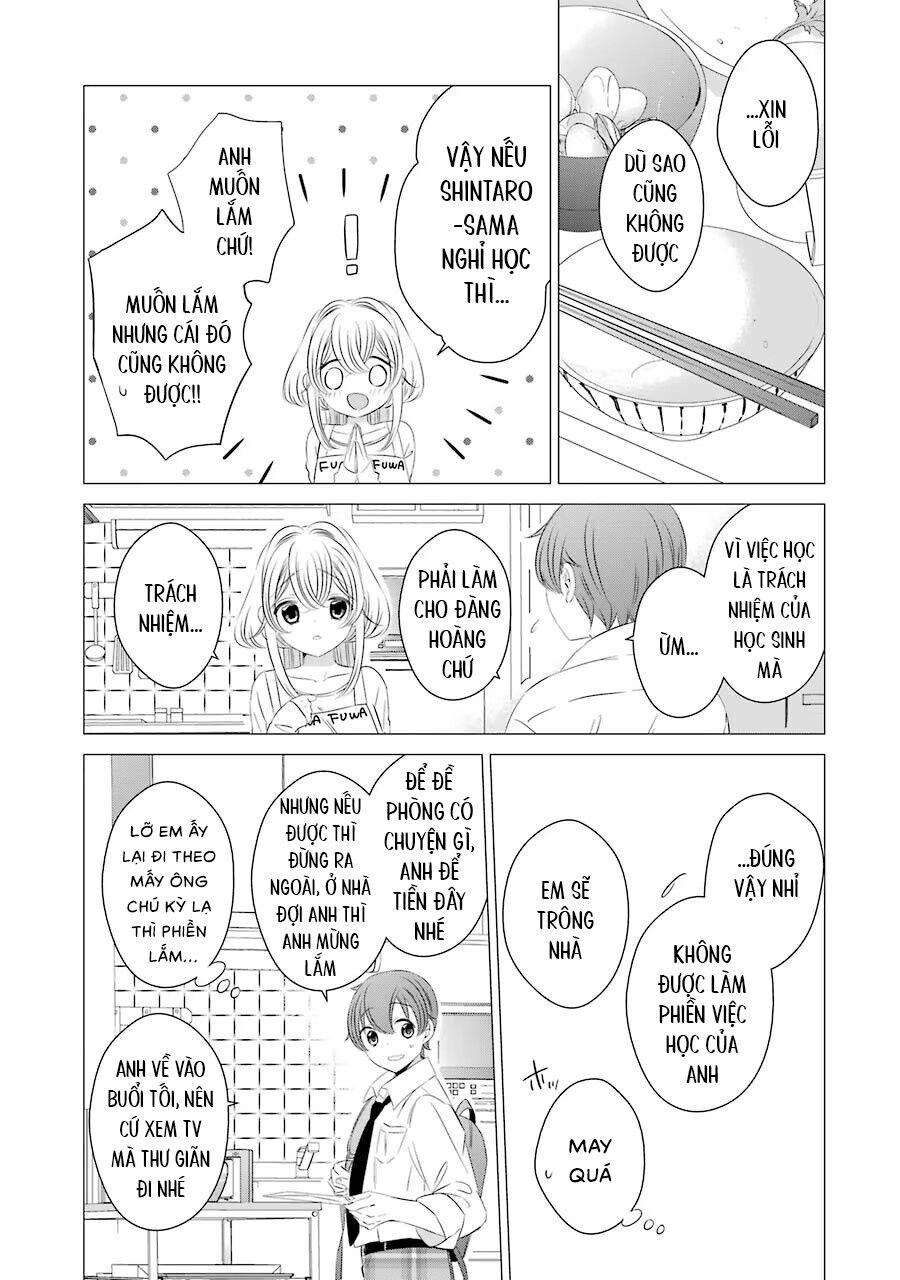 ...XIN
LỖI
DÙ SAO
CŨNG
KHÔNG
ĐƯỢC
VẬY NẾU
SHINTARO
-SAMA
NGHỈ HỌC
THÌ...
ANH
MUỐN
LẮM
CHỨ!
MUỐN LẮM
NHƯNG CÁI ĐÓ
CŨNG KHÔNG
ĐƯỢC!!
FU
FUWA
VÌ VIỆC HỌC
LÀ TRÁCH
NHIỆM CỦA
HỌC SINH
MÀ
ỪM...
PHẢI LÀM
CHO ĐÀNG
HOÀNG
CHỨ
TRÁCH
NHIỆM...
A FUWA
...ĐÚNG
VẬY NHỈ
KHÔNG
ĐƯỢC LÀM
PHIỀN VIỆC
HỌC CỦA
ANH
EM SẼ
TRÔNG
NHÀ
ホッ
MAY
QUÁ
ĐỂ ĐỀ
PHÒNG CÓ
CHUYỆN GÌ,
ANH ĐỂ
TIỀN ĐÂY
NHÉ
NHƯNG NẾU
ĐƯỢC THÌ
ĐỪNG RA
NGOÀI, Ở NHÀ
ĐỢI ANH THÌ
ANH MỪNG
LẮM
LỠ EM ẤY
LẠI ĐI THEO
MẤY ÔNG
CHÚ KỲ LẠ
THÌ PHIỀN
LẮM...
ANH VỀ VÀO
BUỔI TỐI, NÊN
CỨ XEM TV
MÀ THƯ GIÃN
ĐI NHÉ